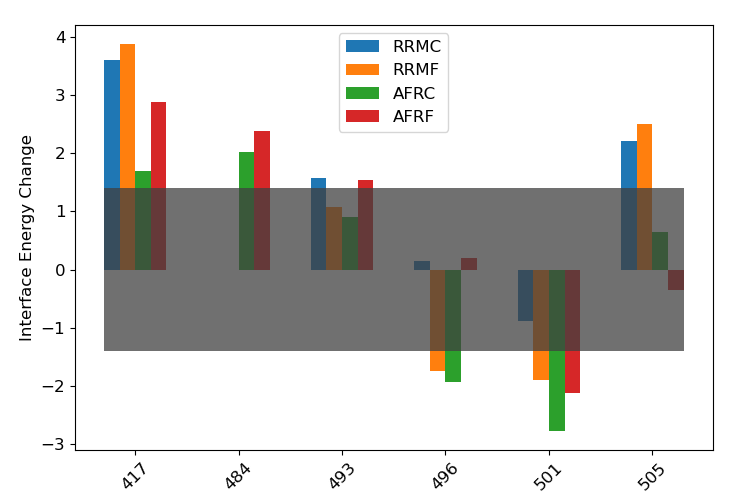 RRMC
RRMF
AFRC
AFRF
Interface Energy Change
4
3
2
1
0
−1
−2
−3
417
484
493
496
501
505